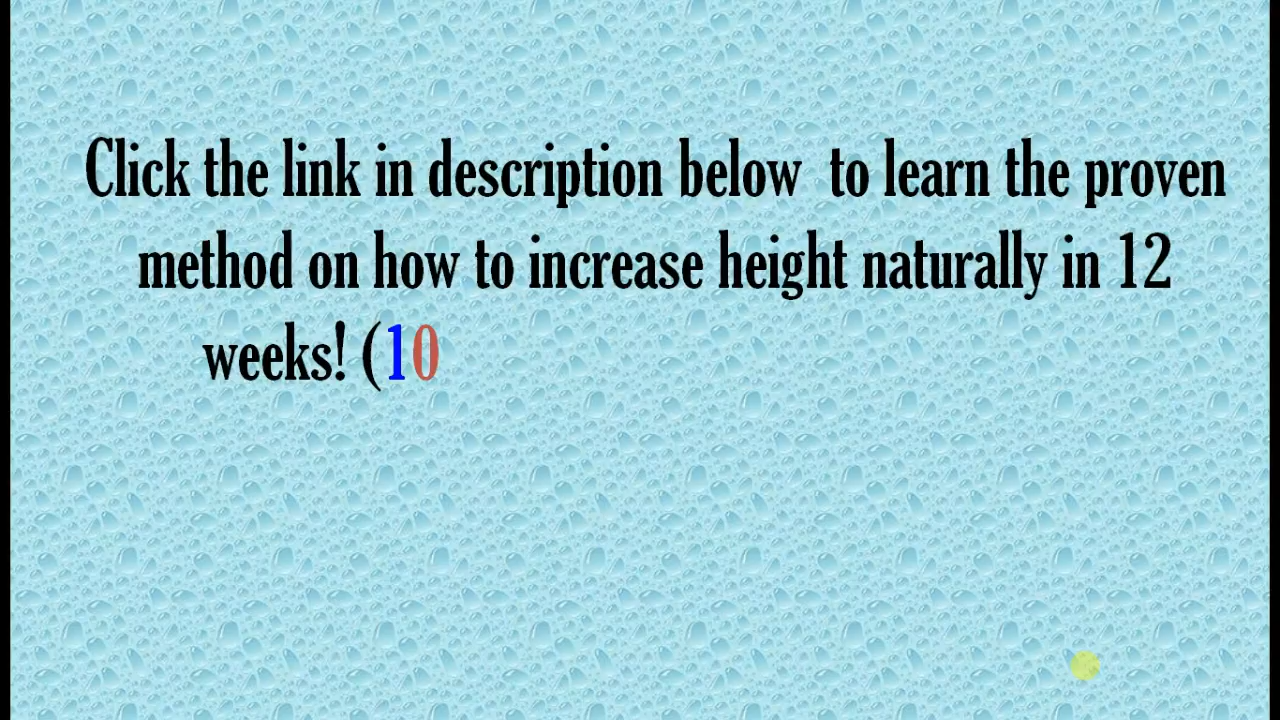 Click the link in description below  to learn the proven
method on how to increase height naturally in 12
weeks! (10